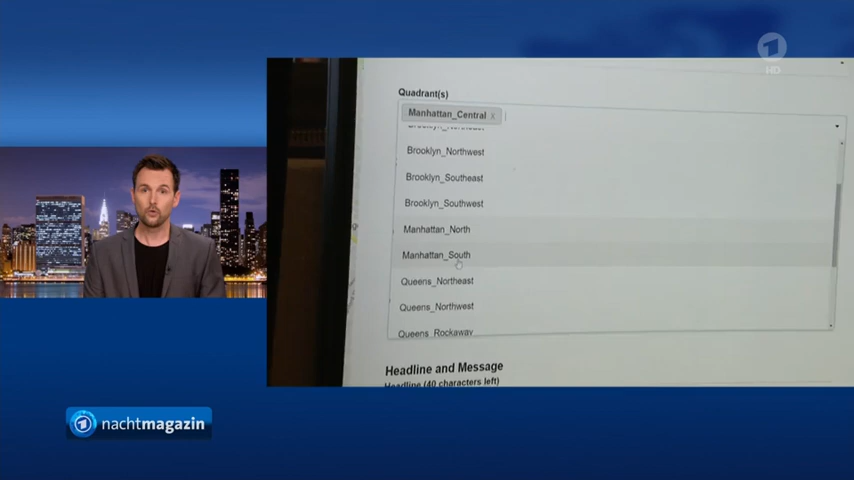 HD
Quadrant(s)
Manhattan_Central x
Brooklyn_Northeast
Brooklyn_Northwest
Brooklyn_Southeast
Brooklyn_Southwest
Manhattan_North
Manhattan_South
Queens_Northeast
Queens_Northwest
Queens_Rockaway
Headline and Message
Headline (40 characters left)
nachtmagazin